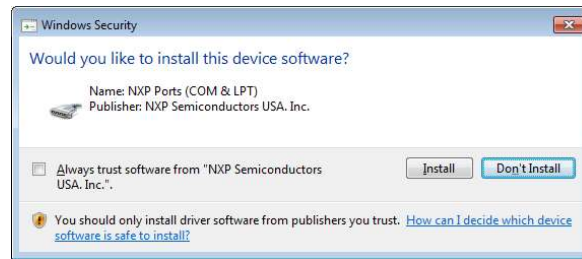 Windows Security
Would you like to install this device software?
Name: NXP Ports (COM & LPT)
Publisher: NXP Semiconductors USA. Inc.
Always trust software from "NXP Semiconductors
USA. Inc.".
Install
Don't Install
You should only install driver software from publishers you trust. How can I decide which device
software is safe to install?